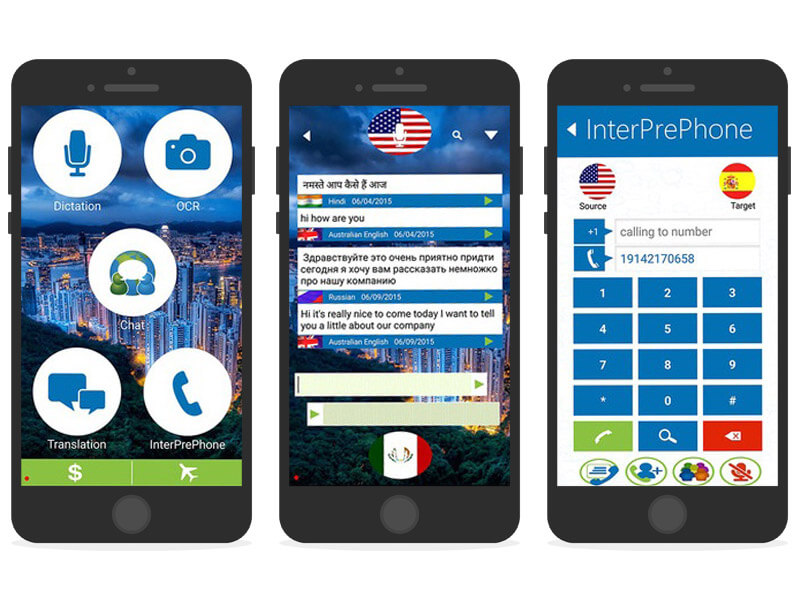 Dictation
OCR
Chat
Translation
InterPrePhone
$
नमस्ते आप कैसे हैं आज
Hindi 06/04/2015
hi how are you
Australian English 06/04/2015
Здравствуйте это очень приятно придти
сегодня я хочу вам рассказать немножко
про нашу компанию
Russian 06/09/2015
Hi it's really nice to come today I want to tell
you a little about our company
Australian English 06/09/2015
InterPrePhone
Source
Target
+1
calling to number
19142170658
1 2 3
4 5 6
7 8 9
* 0 #